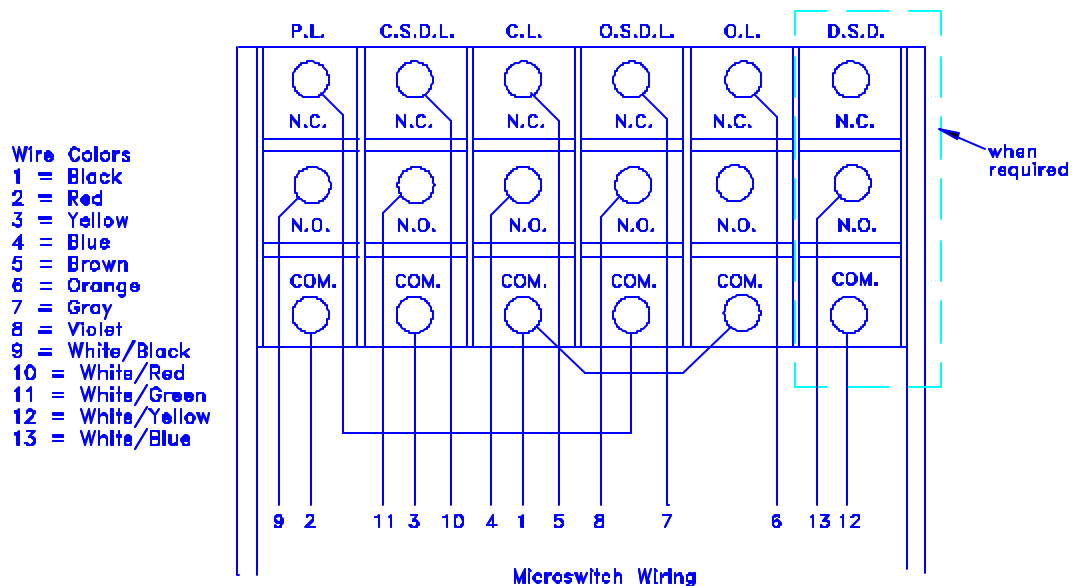 P.L. C.S.D.L. C.L. O.S.D.L. O.L. D.S.D.
N.C. N.C. N.C. N.C. N.C. N.C.
when
required
Wire Colors
1 = Black
2 = Red
3 = Yellow
4 = Blue
5 = Brown
6 = Orange
7 = Gray
8 = Violet
9 = White/Black
10 = White/Red
11 = White/Green
12 = White/Yellow
13 = White/Blue
N.O. N.O. N.O. N.O. N.O. N.O.
COM. COM. COM. COM. COM. COM.
9 2 11 3 10 4 1 5 8 7 6 13 12
Microswitch Wiring